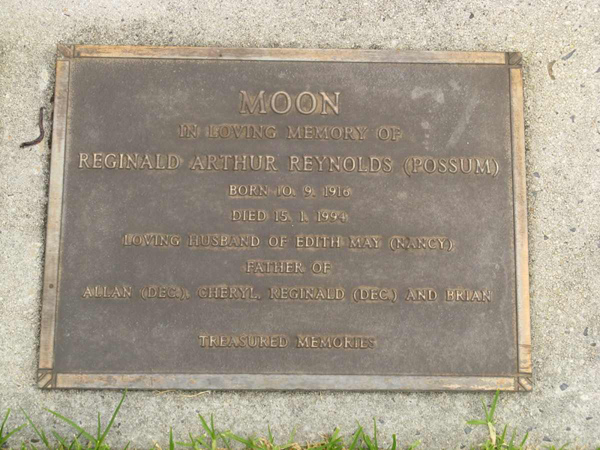 MOON
IN LOVING MEMORY OF
REGINALD ARTHUR REYNOLDS (POSSUM)
BORN 10. 9. 1916
DIED 15. 1. 1994
LOVING HUSBAND OF EDITH MAY (NANCY)
FATHER OF
ALLAN (DEC), CHERYL, REGINALD (DEC) AND BRIAN
TREASURED MEMORIES